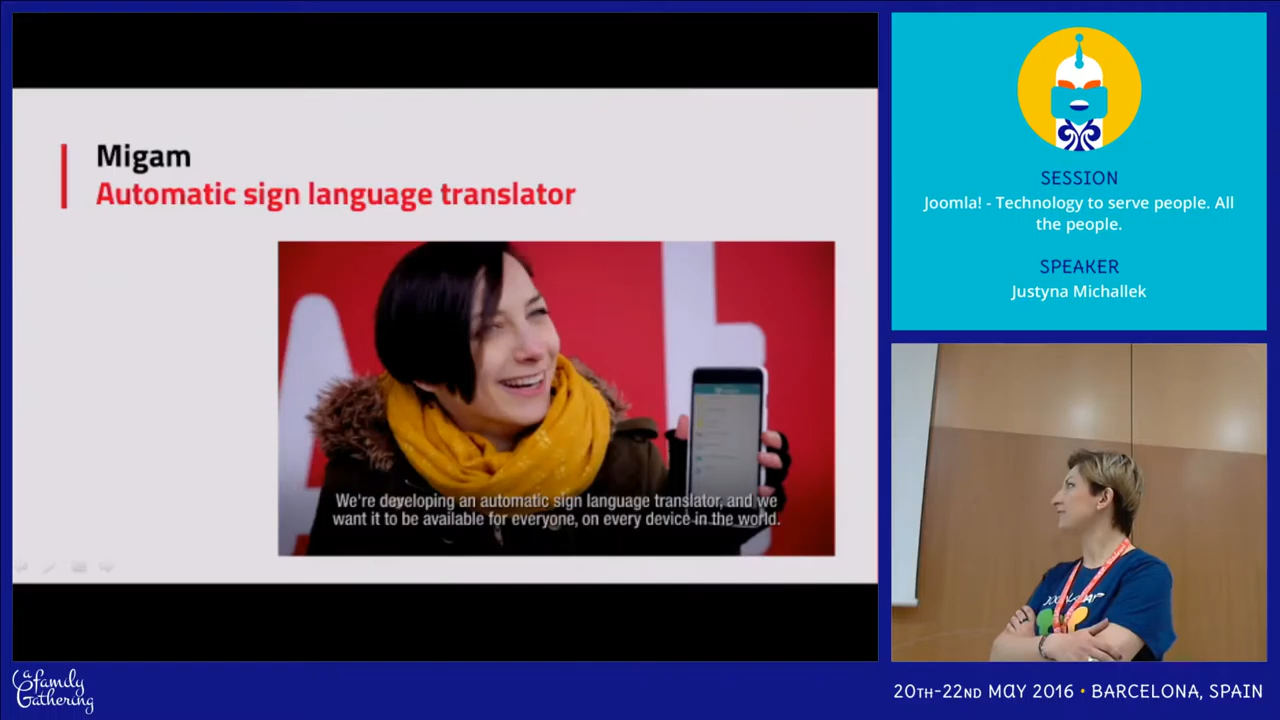 Migam
Automatic sign language translator
We're developing an automatic sign language translator, and we
want it to be available for everyone, on every device in the world.
SESSION
Joomla! - Technology to serve people. All
the people.
SPEAKER
Justyna Michallek
a family
Gathering
20TH-22ND MAY 2016 • BARCELONA, SPAIN